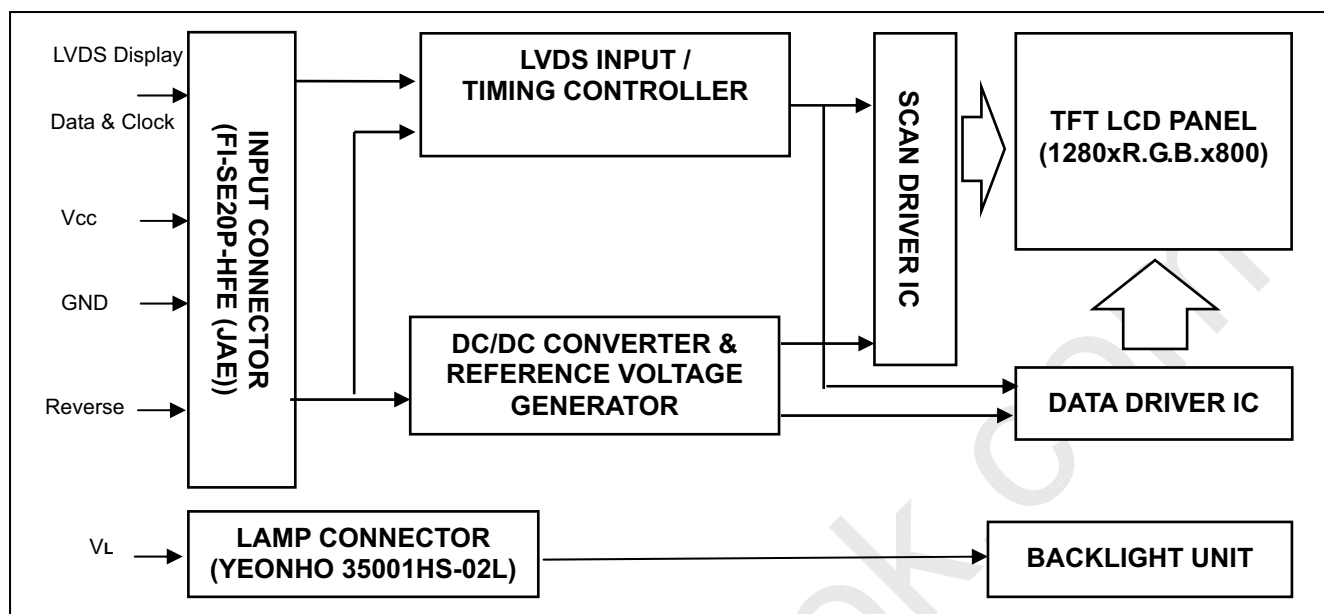 LVDS Display
Data & Clock
Vcc
GND
Reverse
INPUT CONNECTOR
(FI-SE20P-HFE (JAE))
LVDS INPUT /
TIMING CONTROLLER
DC/DC CONVERTER &
REFERENCE VOLTAGE
GENERATOR
SCAN DRIVER IC
TFT LCD PANEL
(1280xR.G.B.x800)
DATA DRIVER IC
VL
LAMP CONNECTOR
(YEONHO 35001HS-02L)
BACKLIGHT UNIT